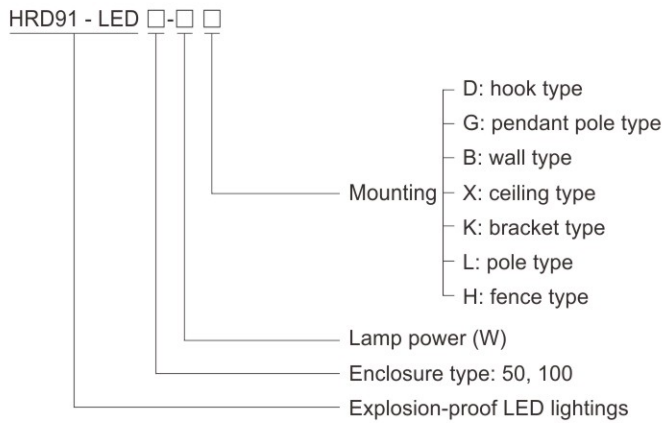 HRD91 - LED □-□ □
D: hook type
G: pendant pole type
B: wall type
Mounting X: ceiling type
K: bracket type
L: pole type
H: fence type
Lamp power (W)
Enclosure type: 50, 100
Explosion-proof LED lightings